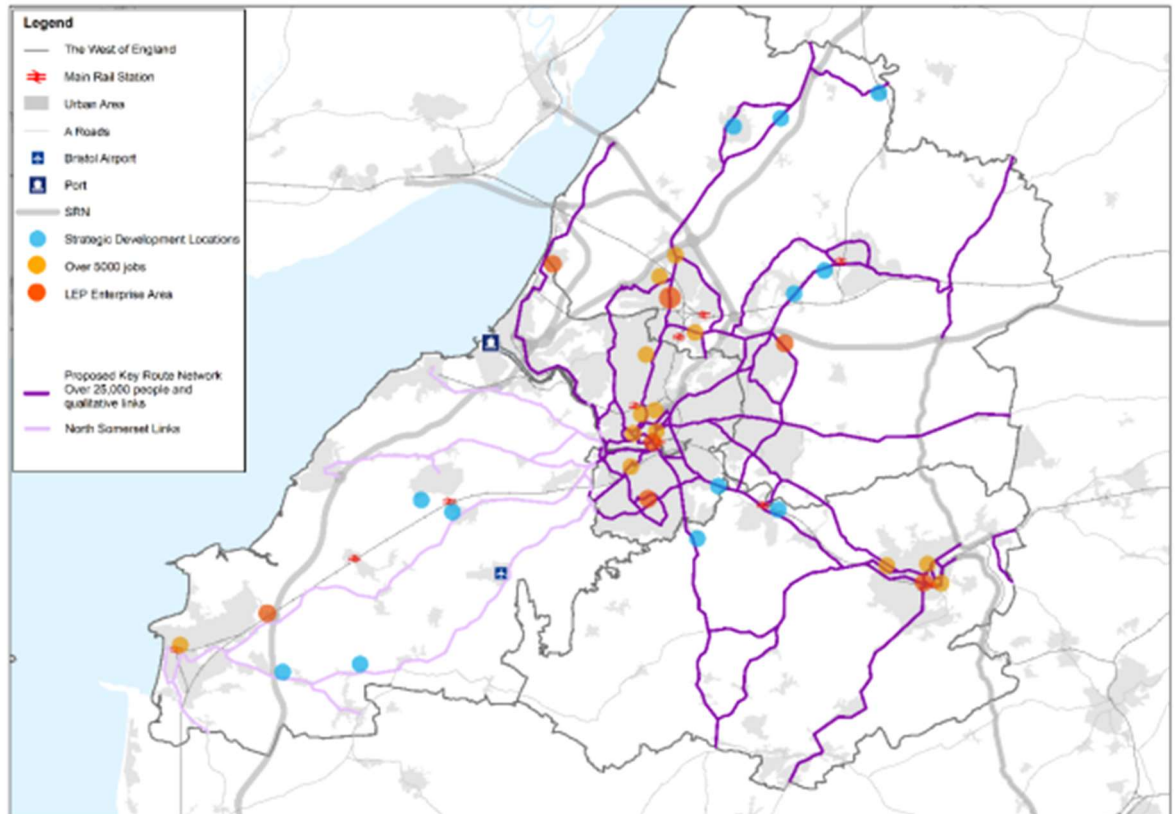 Legend
The West of England
Main Rail Station
Urban Area
A Roads
Bristol Airport
Port
SRN
Strategic Development Locations
Over 5000 jobs
LEP Enterprise Area
Proposed Key Route Network
Over 25,000 people and
qualitative links
North Somerset Links